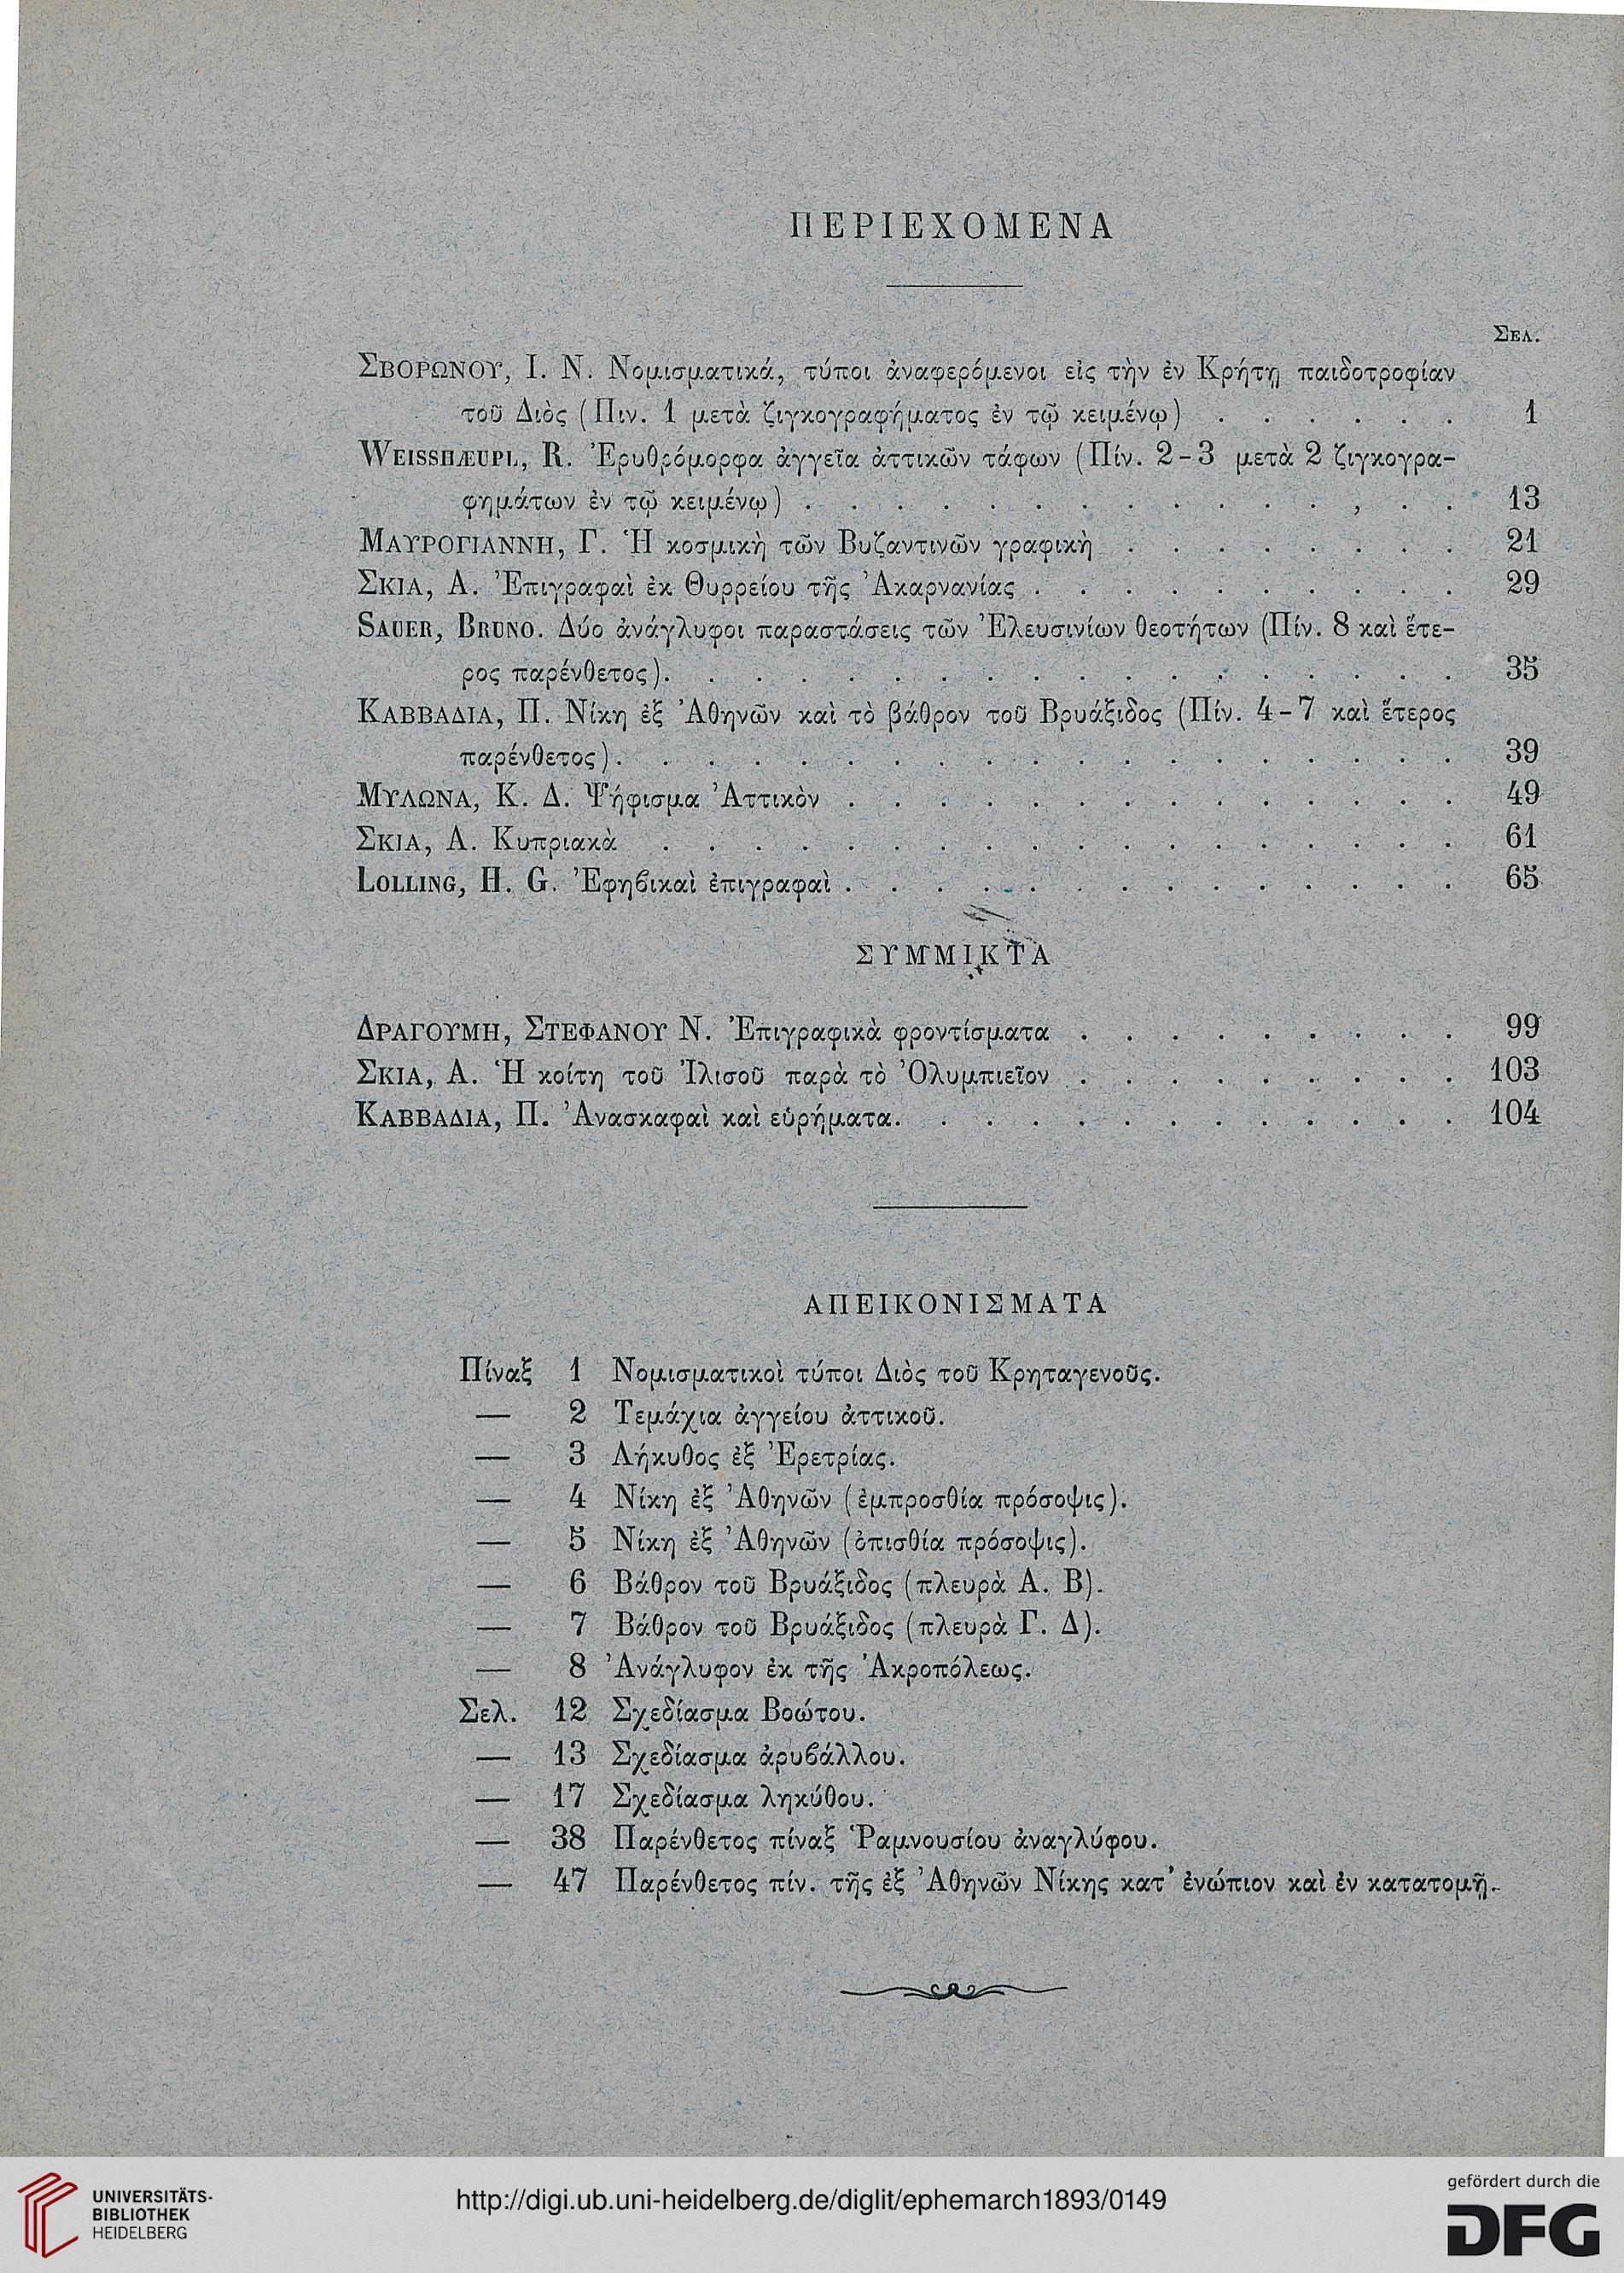 ΠΕΡΙΕΧΟΜΕΝΑ
Σελ.
Σβορωνου, Ι. Ν. Νομισματικά, τύποι ἀναφερόμενοι εἰς τὴν ἐν Κρήτῃ παιδοτροφίαν
τοῦ Διὸς (Πιν. 1 μετὰ ζιγκογραφήματος ἐν τῷ κειμένῳ) . . . . . . 1
Weisshæupl, R. Ἐρυθρόμορφα ἀγγεῖα ἀττικῶν τάφων (Πίν. 2-3 μετὰ 2 ζιγκογρα-
φημάτων ἐν τῷ κειμένῳ) . . . . . . . . . . . . , . . 13
Μαυρογιαννη, Γ. Ἡ κοσμικὴ τῶν Βυζαντινῶν γραφικὴ . . . . . . . . 21
Σκια, Α. Ἐπιγραφαὶ ἐκ Θυρρείου τῆς Ἀκαρνανίας . . . . . . . . . . 29
Sauer, Bruno. Δύο ἀνάγλυφοι παραστάσεις τῶν Ἐλευσινίων θεοτήτων (Πίν. 8 καὶ ἕτε-
ρος παρένθετος). . . . . . . . . . . . . . . . . . 35
Καββαδια, Π. Νίκη ἐξ Ἀθηνῶν καὶ τὸ βάθρον τοῦ Βρυάξιδος (Πίν. 4-7 καὶ ἕτερος
παρένθετος). . . . . . . . . . . . . . . . . . . 39
Μυλωνα, Κ. Δ. Ψήφισμα Ἀττικὸν . . . . . . . . . . . . . . 49
Σκια, Α. Κυπριακὰ . . . . . . . . . . . . . . . . . . 61
Lolling, H. G. Ἐφηβικαὶ ἐπιγραφαὶ . . . . . . . . . . . . . . 65
ΣΥΜΜΙΚΤΑ
Δραγουμη, Στεφανου Ν. Ἐπιγραφικὰ φροντίσματα . . . . . . . . . 99
Σκια, Α. Ἡ κοίτη τοῦ Ἰλισοῦ παρὰ τὸ Ὀλυμπιεῖον . . . . . . . . . 103
Καββαδια, Π. Ἀνασκαφαὶ καὶ εὑρήματα. . . . . . . . . . . . . 104
ΑΠΕΙΚΟΝΙΣΜΑΤΑ
Πίναξ 1 Νομισματικοὶ τύποι Διὸς τοῦ Κρηταγενοῦς.
— 2 Τεμάχια ἀγγείου ἀττικοῦ.
— 3 Λήκυθος ἐξ Ἐρετρίας.
— 4 Νίκη ἐξ Ἀθηνῶν (ἐμπροσθία πρόσοψις).
— 5 Νίκη ἐξ Ἀθηνῶν (ὀπισθία πρόσοψις).
— 6 Βάθρον τοῦ Βρυάξιδος (πλευρὰ Α. Β).
— 7 Βάθρον τοῦ Βρυάξιδος (πλευρὰ Γ. Δ).
— 8 Ἀνάγλυφον ἐκ τῆς Ἀκροπόλεως.
Σελ. 12 Σχεδίασμα Βοώτου.
— 13 Σχεδίασμα ἀρυβάλλου.
— 17 Σχεδίασμα ληκύθου.
— 38 Παρένθετος πίναξ Ῥαμνουσίου ἀναγλύφου.
— 47 Παρένθετος πίν. τῆς ἐξ Ἀθηνῶν Νίκης κατ' ἐνώπιον καὶ ἐν κατατομῇ.
UNIVERSITÄTS-
BIBLIOTHEK
HEIDELBERG
http://digi.ub.uni-heidelberg.de/diglit/ephemarch1893/0149
gefördert durch die
DFG